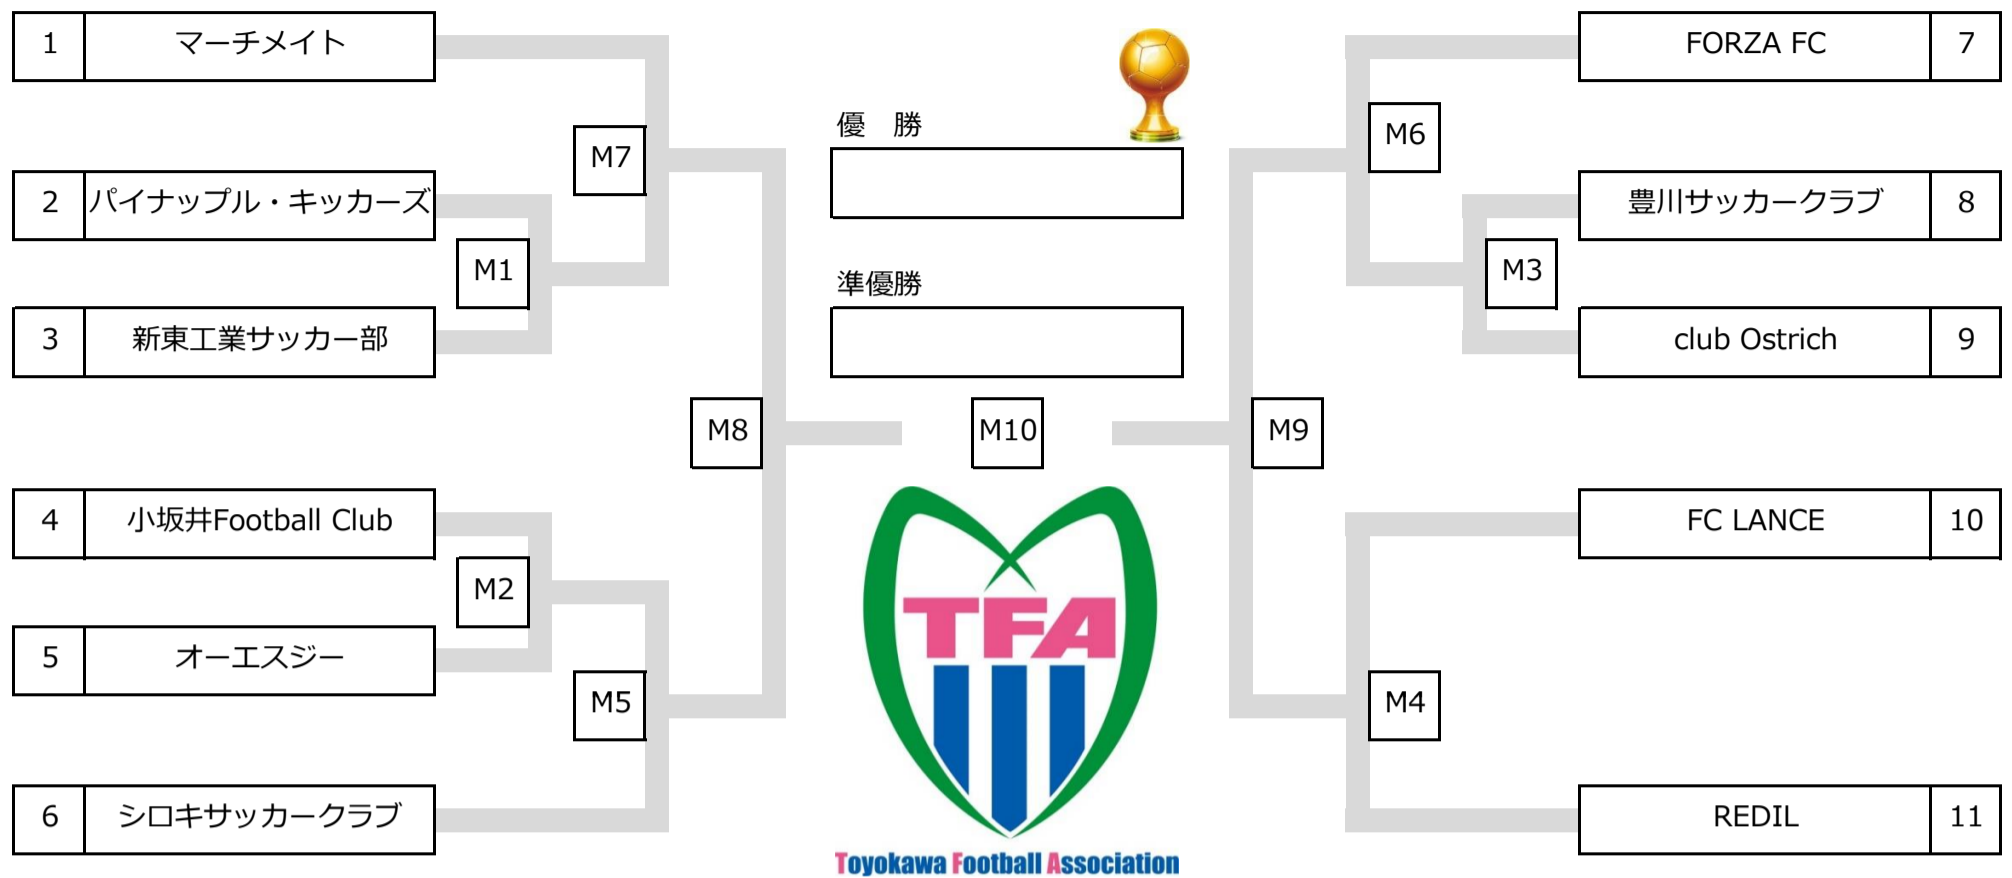 1 マーチメイト
M7
2 パイナップル・キッカーズ
M1
3 新東工業サッカー部
M8
4 小坂井Football Club
M2
5 オーエスジー
M5
6 シロキサッカークラブ
優　勝
準優勝
M10
TFA
Toyokawa Football Association
FORZA FC 7
M6
豊川サッカークラブ 8
M3
club Ostrich 9
M9
FC LANCE 10
M4
REDIL 11